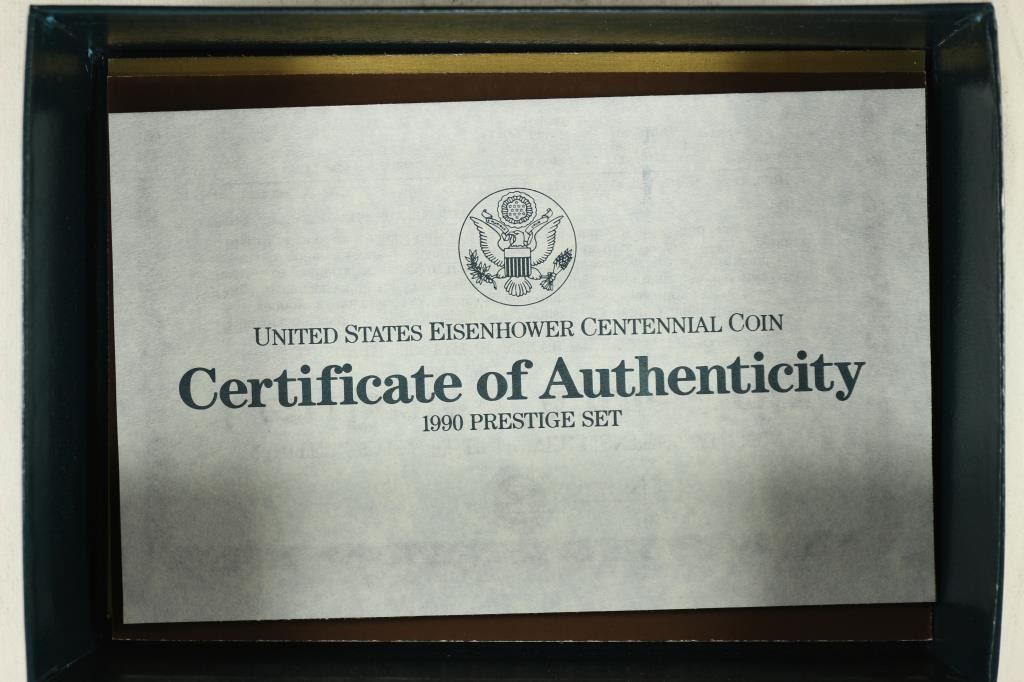 UNITED STATES EISENHOWER CENTENNIAL COIN
Certificate of Authenticity
1990 PRESTIGE SET